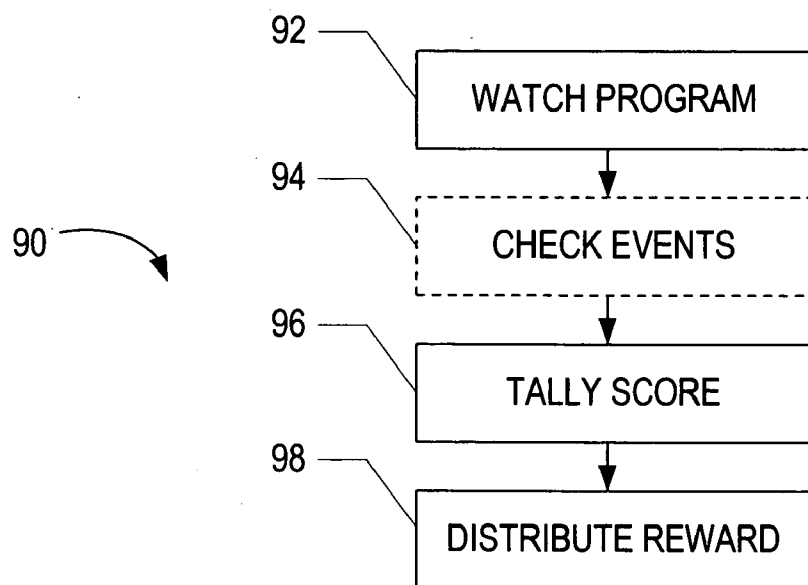 92
WATCH PROGRAM
94
CHECK EVENTS
90
96
TALLY SCORE
98
DISTRIBUTE REWARD